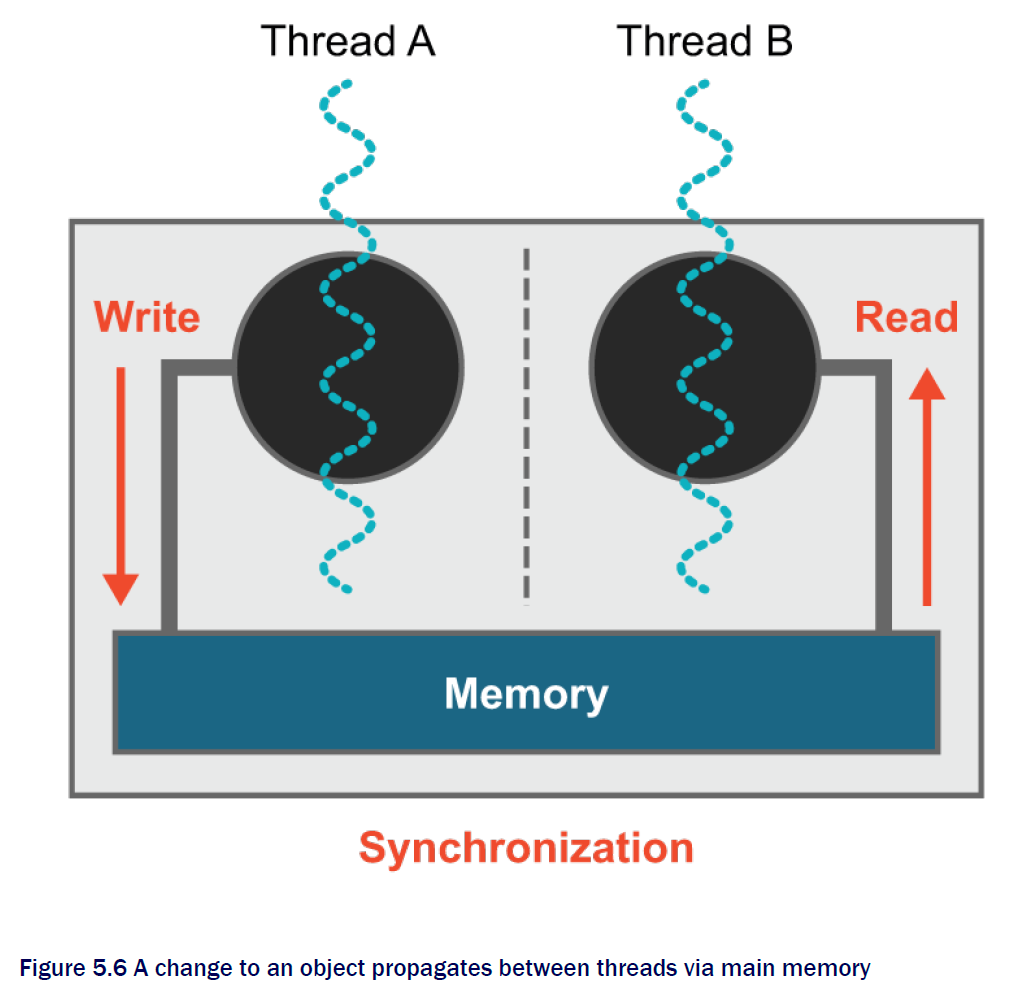 Thread A
Thread B
Write
Read
Memory
Synchronization
Figure 5.6 A change to an object propagates between threads via main memory